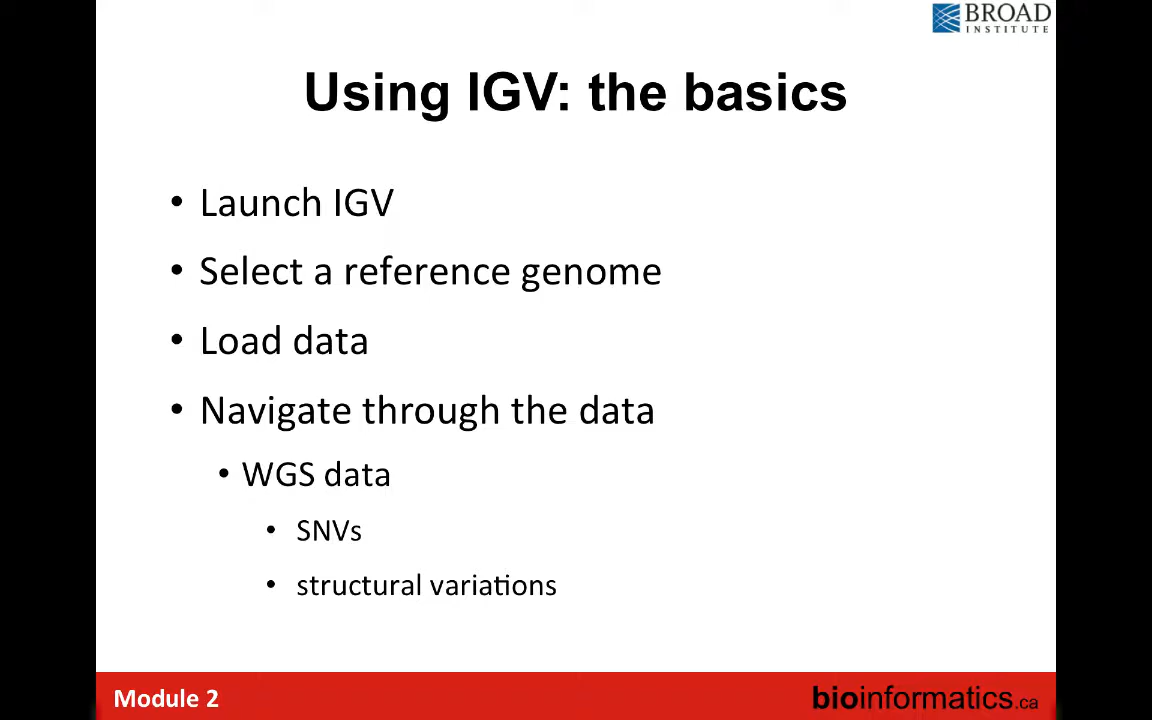 BROAD
INSTITUTE
Using IGV: the basics
• Launch IGV
• Select a reference genome
• Load data
• Navigate through the data
• WGS data
• SNVs
• structural variations
Module 2
bioinformatics.ca